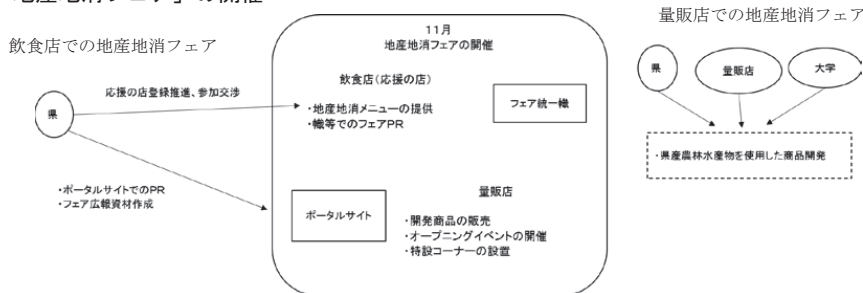 地産地消フェア」の開催
飲食店での地産地消フェア
県
応援の店登録推進、参加交渉
・ポータルサイトでのPR
・フェア広報資材作成
11月
地産地消フェアの開催
飲食店(応援の店)
・地産地消メニューの提供
・幟等でのフェアPR
フェア統一幟
ポータルサイト
量販店
・開発商品の販売
・オープニングイベントの開催
・特設コーナーの設置
量販店での地産地消フェア
県
量販店
大学
・県産農林水産物を使用した商品開発